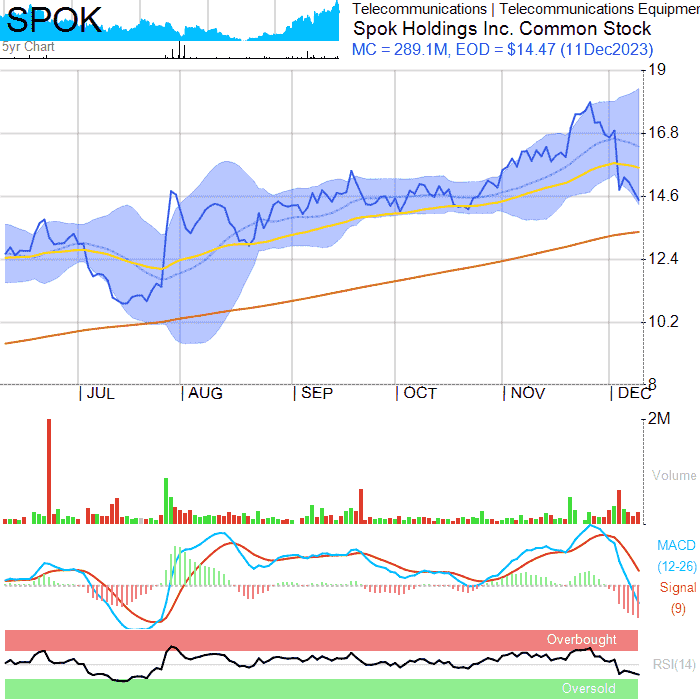 SPOK
5yr Chart
Telecommunications | Telecommunications Equipmen
Spok Holdings Inc. Common Stock
MC = 289.1M, EOD = $14.47 (11Dec2023)
19
16.8
14.6
12.4
10.2
8
JUL
AUG
SEP
OCT
NOV
DEC
2M
Volume
MACD
(12-26)
Signal
(9)
Overbought
RSI(14)
Oversold